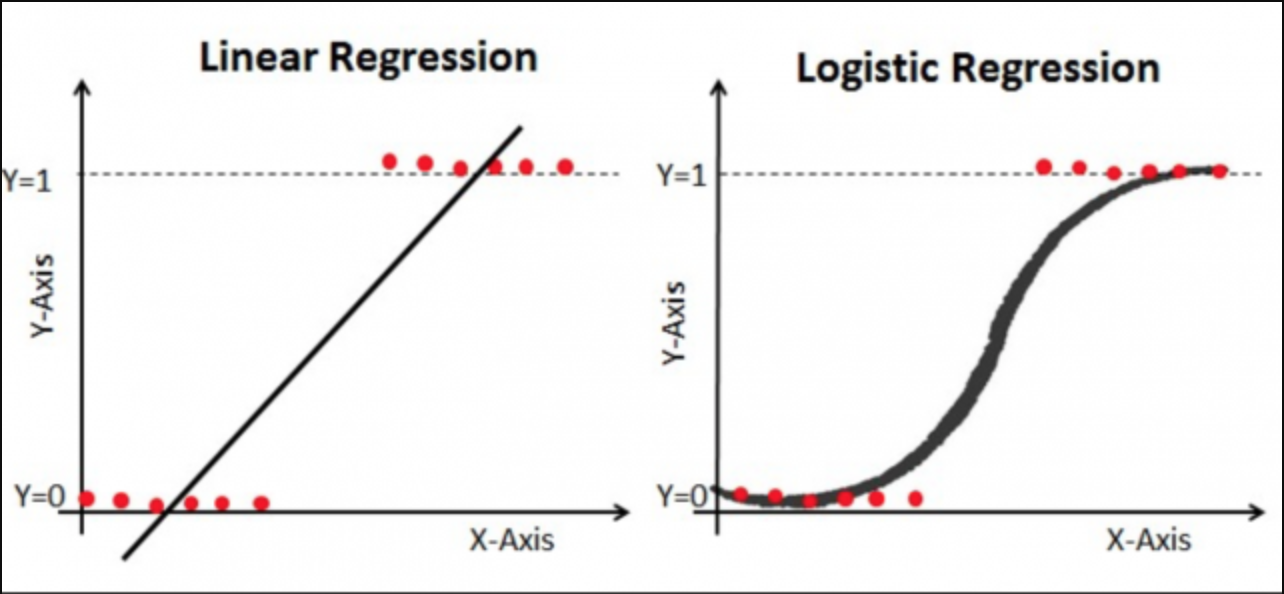 Linear Regression
Y=1
Y-Axis
Y=0
X-Axis
Logistic Regression
Y=1
Y-Axis
Y=0
X-Axis